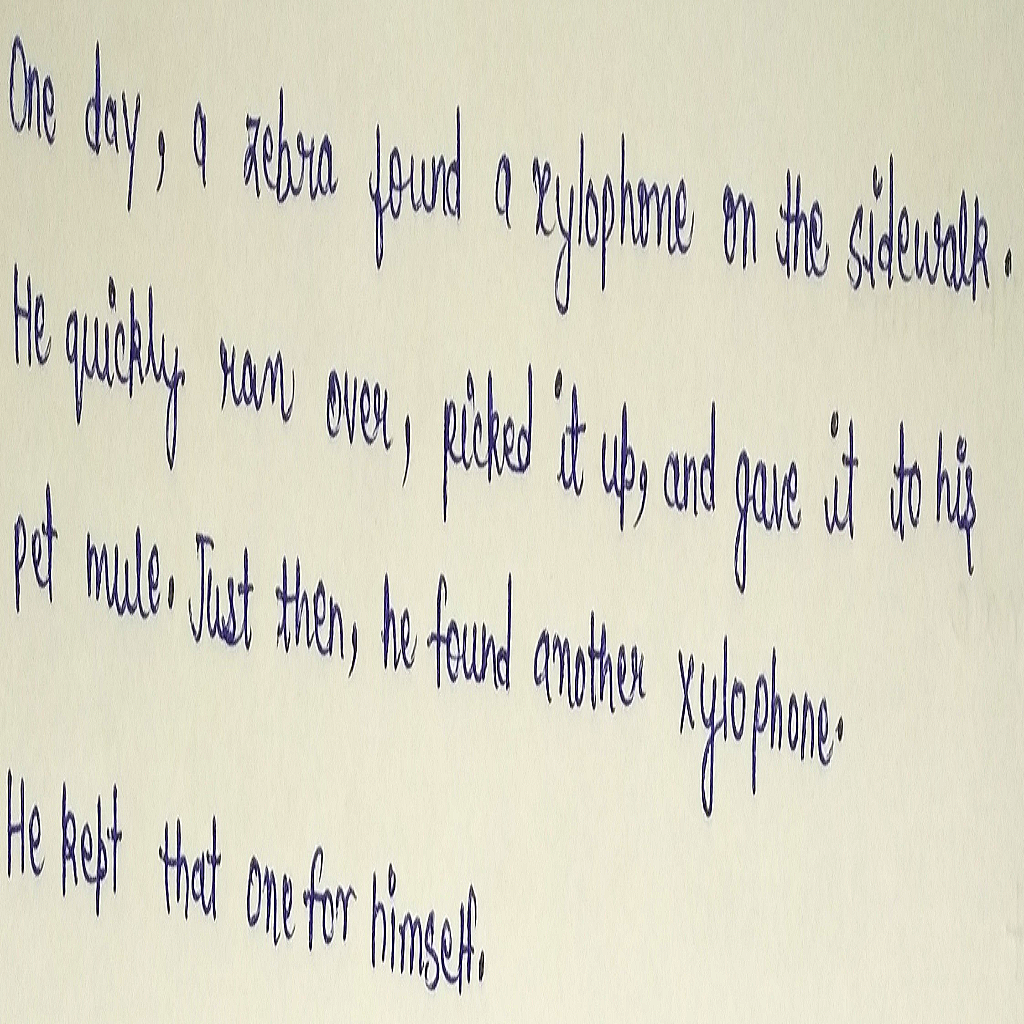 One day, a zebra found a xylophone on the sidewalk.
He quickly ran over, picked it up, and gave it to his
pet mule. Just then, he found another xylophone.
He kept that one for himself.